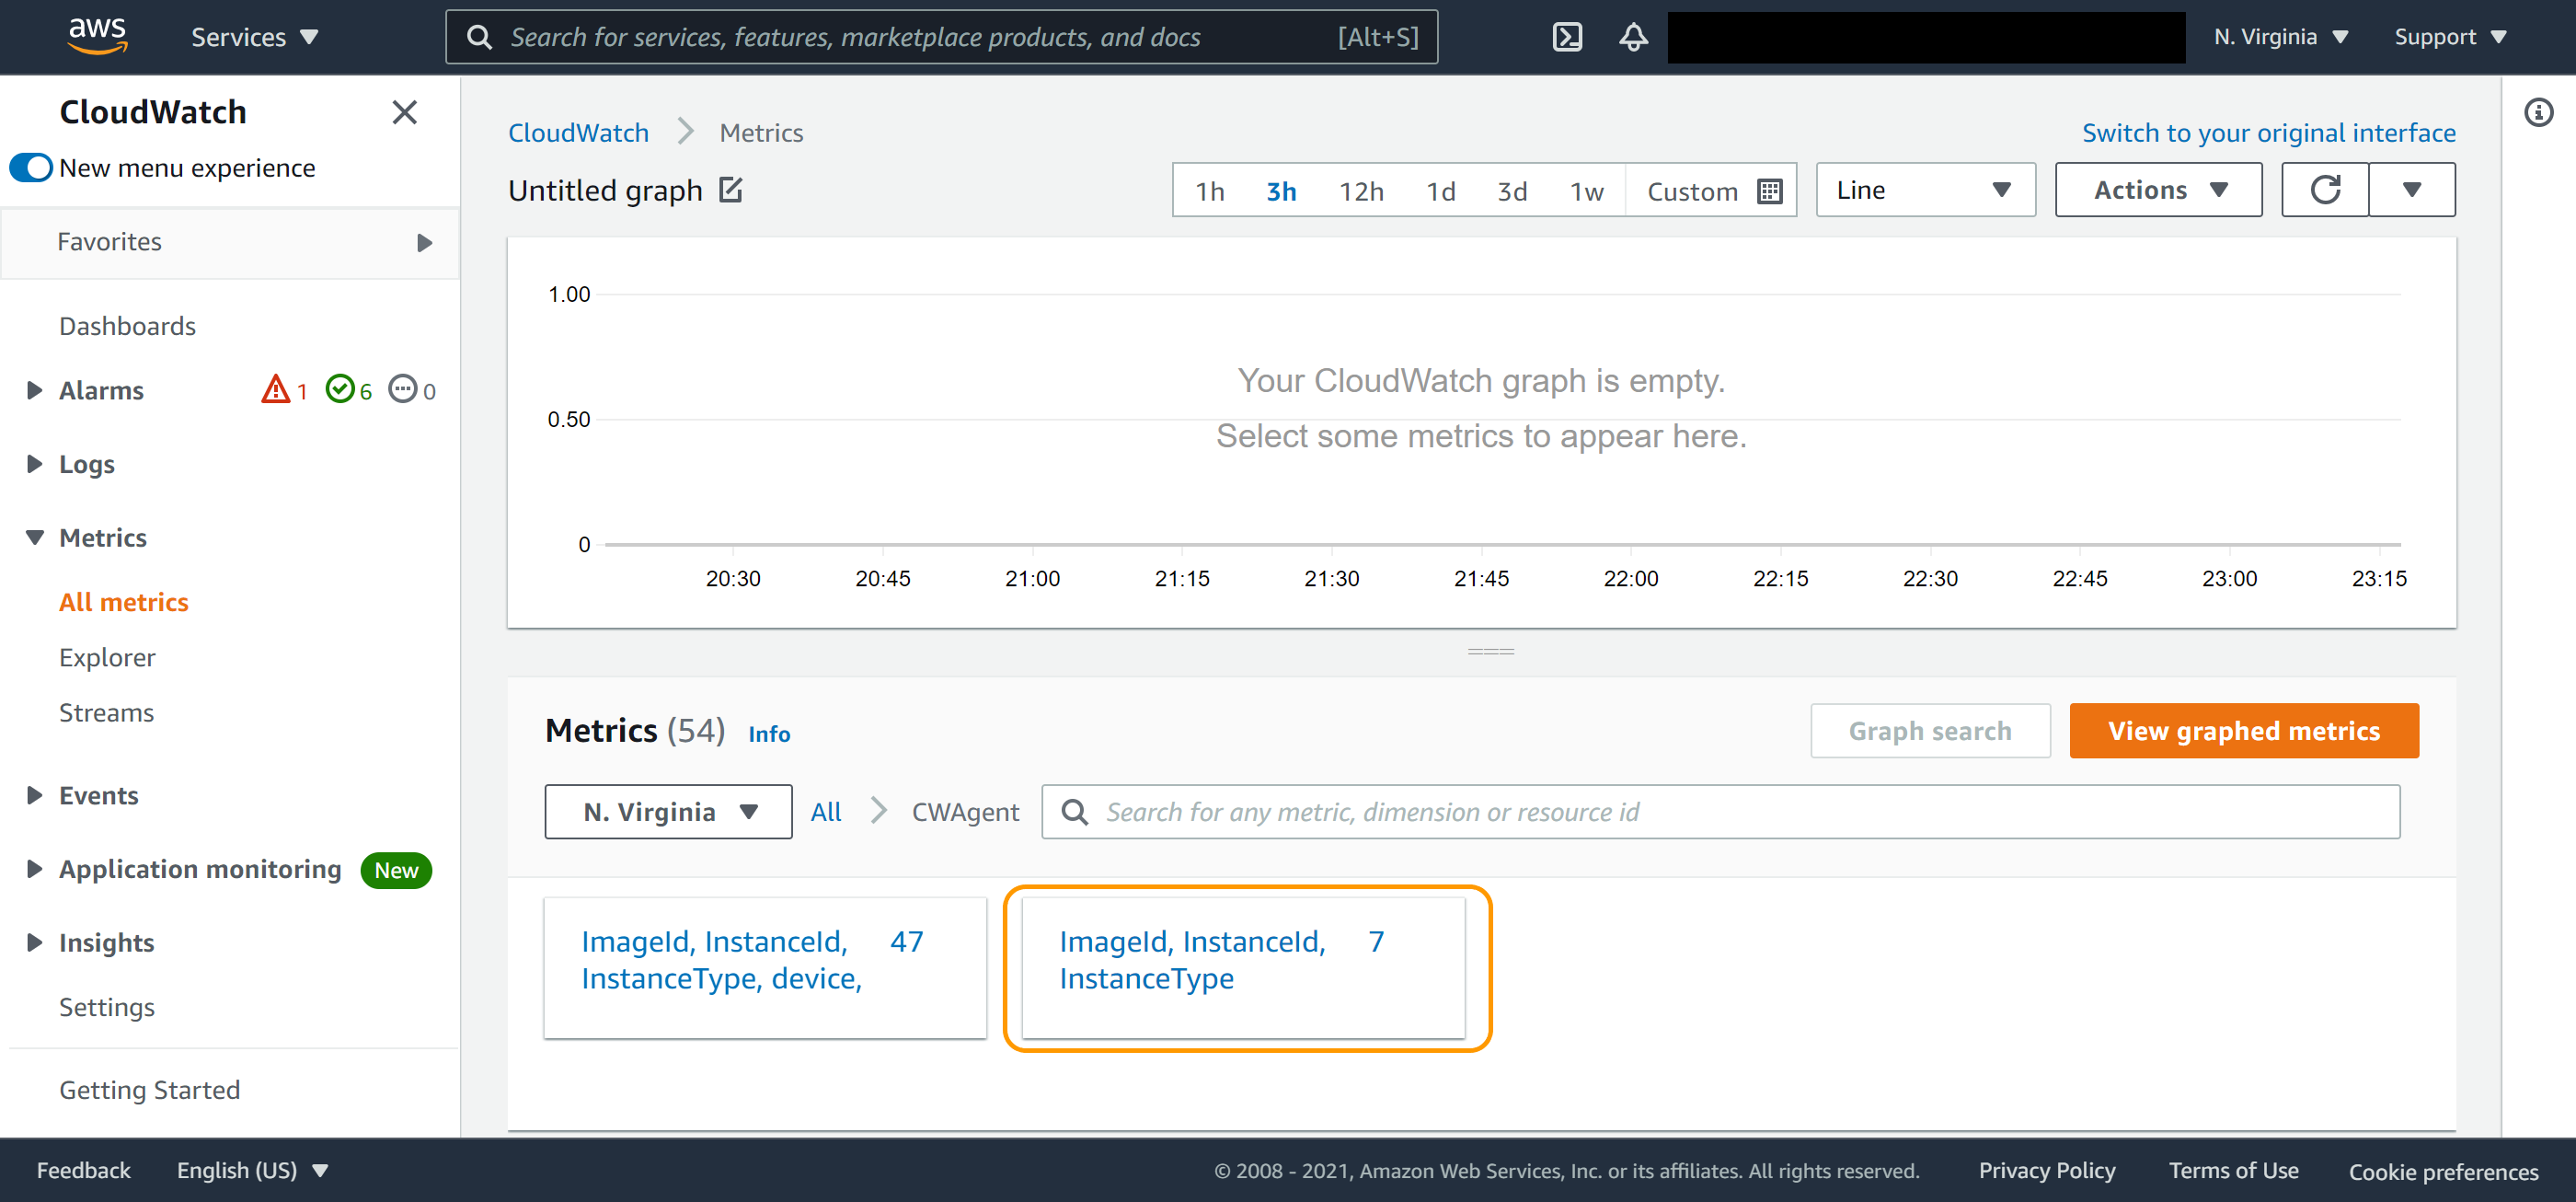 aws Services Search for services, features, marketplace products, and docs [Alt+S] N. Virginia Support
CloudWatch
New menu experience
Favorites
Dashboards
Alarms 1 6 0
Logs
Metrics
All metrics
Explorer
Streams
Events
Application monitoring New
Insights
Settings
Getting Started
CloudWatch Metrics
Switch to your original interface
Untitled graph
1h 3h 12h 1d 3d 1w Custom Line Actions
1.00
0.50
0
Your CloudWatch graph is empty.
Select some metrics to appear here.
20:30 20:45 21:00 21:15 21:30 21:45 22:00 22:15 22:30 22:45 23:00 23:15
Metrics (54) Info
Graph search View graphed metrics
N. Virginia All CWAgent Search for any metric, dimension or resource id
ImageId, InstanceId, 47
InstanceType, device,
ImageId, InstanceId, 7
InstanceType
Feedback English (US) © 2008 - 2021, Amazon Web Services, Inc. or its affiliates. All rights reserved. Privacy Policy Terms of Use Cookie preferences